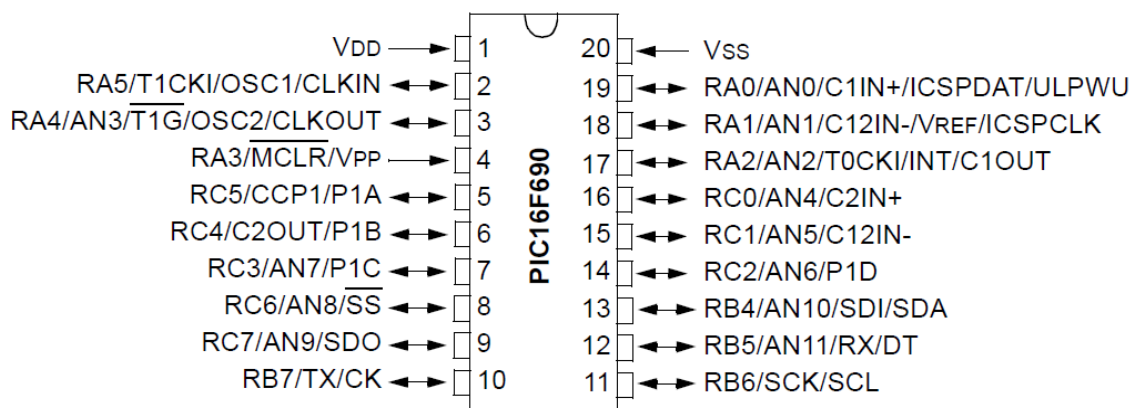 VDD 1 20 VSS
RA5/T1CKI/OSC1/CLKIN 2 19 RA0/AN0/C1IN+/ICSPDAT/ULPWU
RA4/AN3/T1G/OSC2/CLKOUT 3 18 RA1/AN1/C12IN-/VREF/ICSPCLK
RA3/MCLR/VPP 4 17 RA2/AN2/T0CKI/INT/C1OUT
RC5/CCP1/P1A 5 16 RC0/AN4/C2IN+
RC4/C2OUT/P1B 6 15 RC1/AN5/C12IN-
RC3/AN7/P1C 7 14 RC2/AN6/P1D
RC6/AN8/SS 8 13 RB4/AN10/SDI/SDA
RC7/AN9/SDO 9 12 RB5/AN11/RX/DT
RB7/TX/CK 10 11 RB6/SCK/SCL
PIC16F690